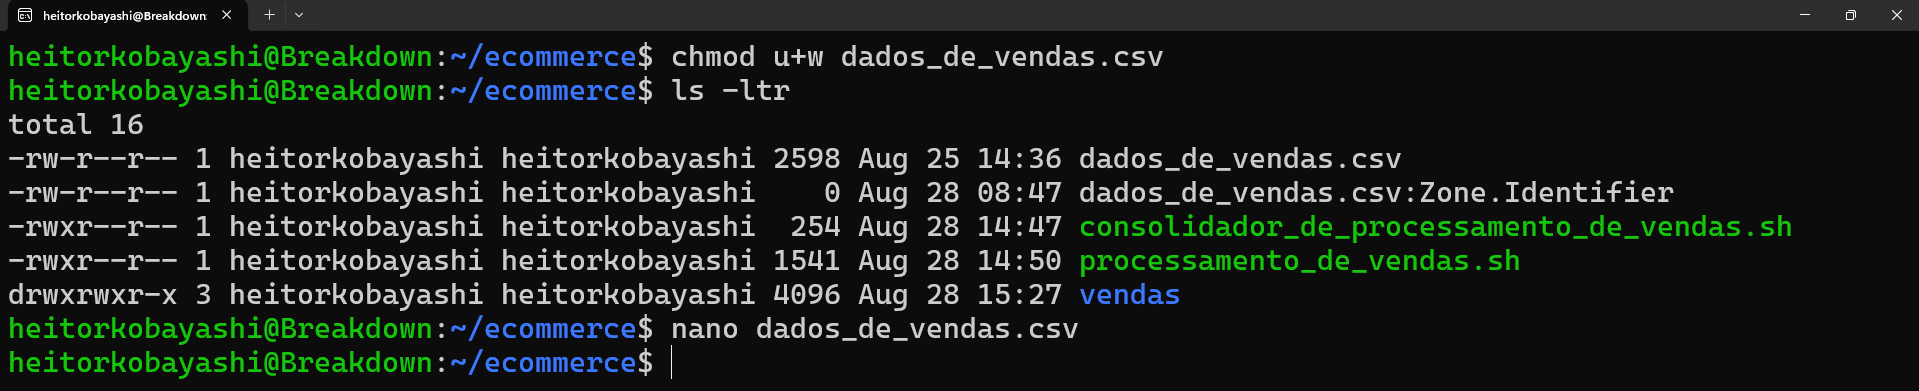 heitorkobayashi@Breakdown:
heitorkobayashi@Breakdown:~/ecommerce$ chmod u+w dados_de_vendas.csv
heitorkobayashi@Breakdown:~/ecommerce$ ls -ltr
total 16
-rw-r--r-- 1 heitorkobayashi heitorkobayashi 2598 Aug 25 14:36 dados_de_vendas.csv
-rw-r--r-- 1 heitorkobayashi heitorkobayashi    0 Aug 28 08:47 dados_de_vendas.csv:Zone.Identifier
-rwxr--r-- 1 heitorkobayashi heitorkobayashi  254 Aug 28 14:47 consolidador_de_processamento_de_vendas.sh
-rwxr--r-- 1 heitorkobayashi heitorkobayashi 1541 Aug 28 14:50 processamento_de_vendas.sh
drwxrwxr-x 3 heitorkobayashi heitorkobayashi 4096 Aug 28 15:27 vendas
heitorkobayashi@Breakdown:~/ecommerce$ nano dados_de_vendas.csv
heitorkobayashi@Breakdown:~/ecommerce$